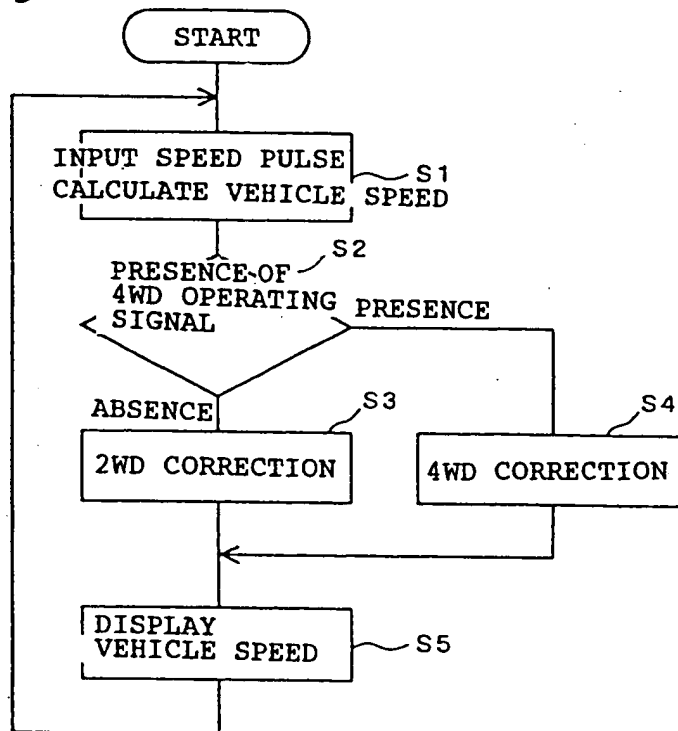 START
INPUT SPEED PULSE
CALCULATE VEHICLE SPEED
S1
S2
PRESENCE OF
4WD OPERATING
SIGNAL
PRESENCE
ABSENCE
S3
S4
2WD CORRECTION
4WD CORRECTION
DISPLAY
VEHICLE SPEED
S5